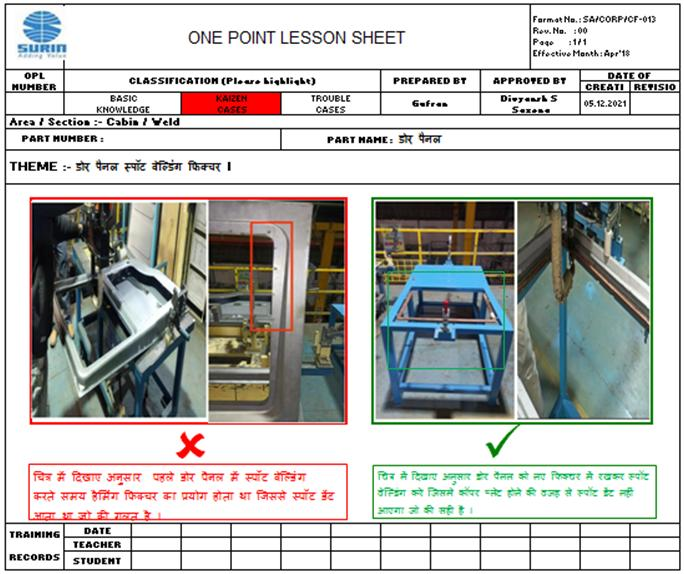 SURIN
Adding Value
ONE POINT LESSON SHEET
Format No.: SA/CORP/CF-013
Rev. No. : 00
Page : 1/1
Effective Month: Apr'18
OPL NUMBER
CLASSIFICATION (Please highlight)
PREPARED BY
APPROVED BY
DATE OF
CREATI
REVISIO
BASIC KNOWLEDGE
KAIZEN CASES
TROUBLE CASES
Gufran
Divyansh S Saxena
05.12.2021
Area / Section :- Cabin / Weld
PART NUMBER :
PART NAME: डोर पैनल
THEME :- डोर पैनल स्पॉट वेल्डिंग फिक्चर ।
चित्र में दिखाए अनुसार पहले डोर पैनल में स्पॉट वेल्डिंग
करते समय हेमिंग फिक्चर का प्रयोग होता था जिससे स्पॉट डेंट
आता था जो की गलत है ।
चित्र में दिखाए अनुसार डोर पैनल को नए फिक्चर में रखकर स्पॉट
वेल्डिंग करे जिसमे कॉपर प्लेट होने की वजह से स्पॉट डेंट नहीं
आएगा जो की सही है ।
TRAINING RECORDS
DATE
TEACHER
STUDENT